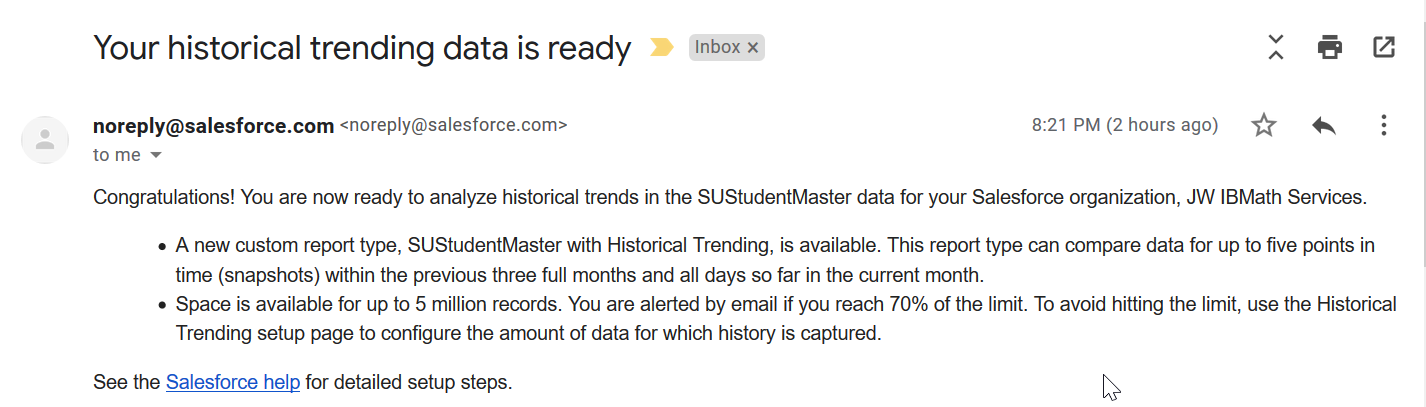 Your historical trending data is ready Inbox ×
noreply@salesforce.com <noreply@salesforce.com> 8:21 PM (2 hours ago)
to me
Congratulations! You are now ready to analyze historical trends in the SUStudentMaster data for your Salesforce organization, JW IBMath Services.
• A new custom report type, SUStudentMaster with Historical Trending, is available. This report type can compare data for up to five points in
time (snapshots) within the previous three full months and all days so far in the current month.
• Space is available for up to 5 million records. You are alerted by email if you reach 70% of the limit. To avoid hitting the limit, use the Historical
Trending setup page to configure the amount of data for which history is captured.
See the Salesforce help for detailed setup steps.